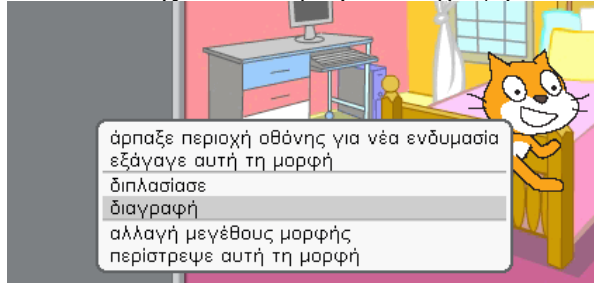 άρπαξε περιοχή οθόνης για νέα ενδυμασία
εξάγαγε αυτή τη μορφή
διπλασίασε
διαγραφή
αλλαγή μεγέθους μορφής
περίστρεψε αυτή τη μορφή